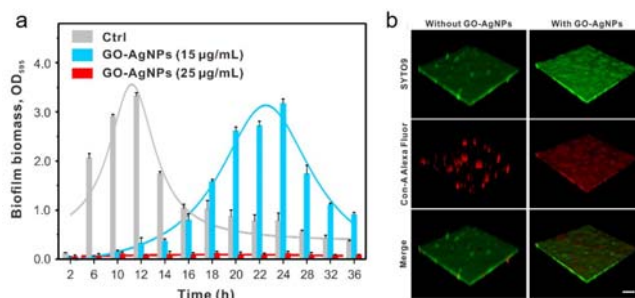 a
Ctrl
GO-AgNPs (15 μg/mL)
GO-AgNPs (25 μg/mL)
Biofilm biomass, OD₅₉₅
4.0
3.0
2.0
1.0
0.0
2 6 10 12 14 16 18 20 22 24 28 32 36
Time (h)
b
Without GO-AgNPs
With GO-AgNPs
SYTO9
Con-A Alexa Fluor
Merge